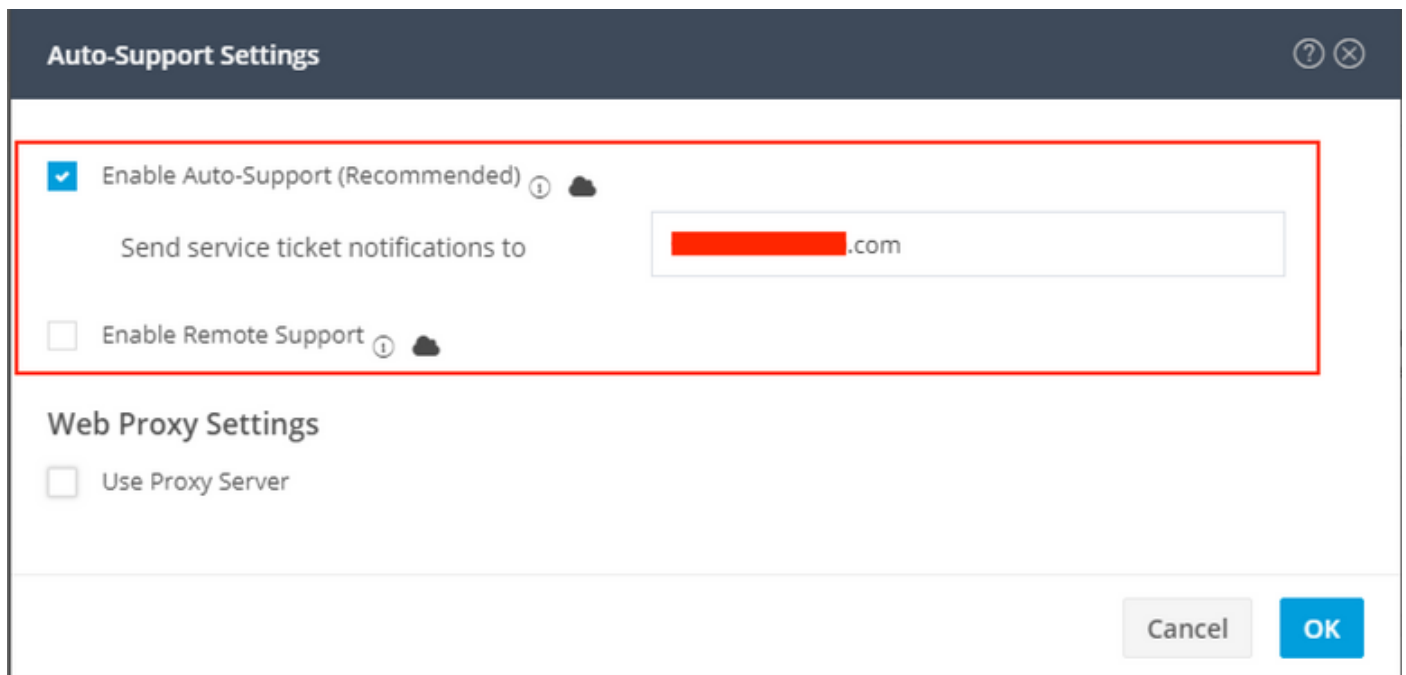 Auto-Support Settings
Enable Auto-Support (Recommended)
Send service ticket notifications to
.com
Enable Remote Support
Web Proxy Settings
Use Proxy Server
Cancel
OK